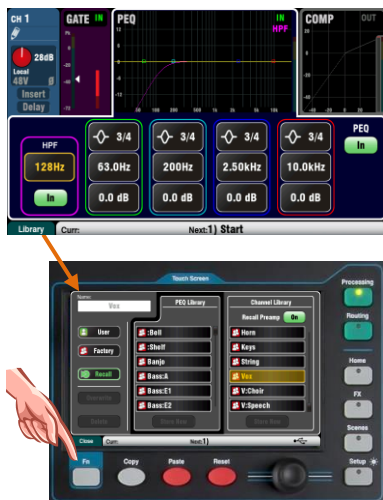 CH 1
GATE IN
PEQ
IN
HPF
COMP OUT
28dB
Local
48V Ø
Insert
Delay
HPF
128Hz
In
3/4
3/4
3/4
3/4
63.0Hz
200Hz
2.50kHz
10.0kHz
0.0 dB
0.0 dB
0.0 dB
0.0 dB
PEQ
In
Library
Curr:
Next:1) Start
Touch Screen
Name:
Vox
User
Factory
Recall
Overwrite
Delete
PEQ Library
:Bell
:Shelf
Banjo
Bass:A
Bass:E1
Bass:E2
Store New
Channel Library
Recall Preamp On
Horn
Keys
String
Vox
V:Choir
V:Speech
Store New
Close
Curr:
Next:1)
Processing
Routing
Home
FX
Scenes
Setup
Fn
Copy
Paste
Reset